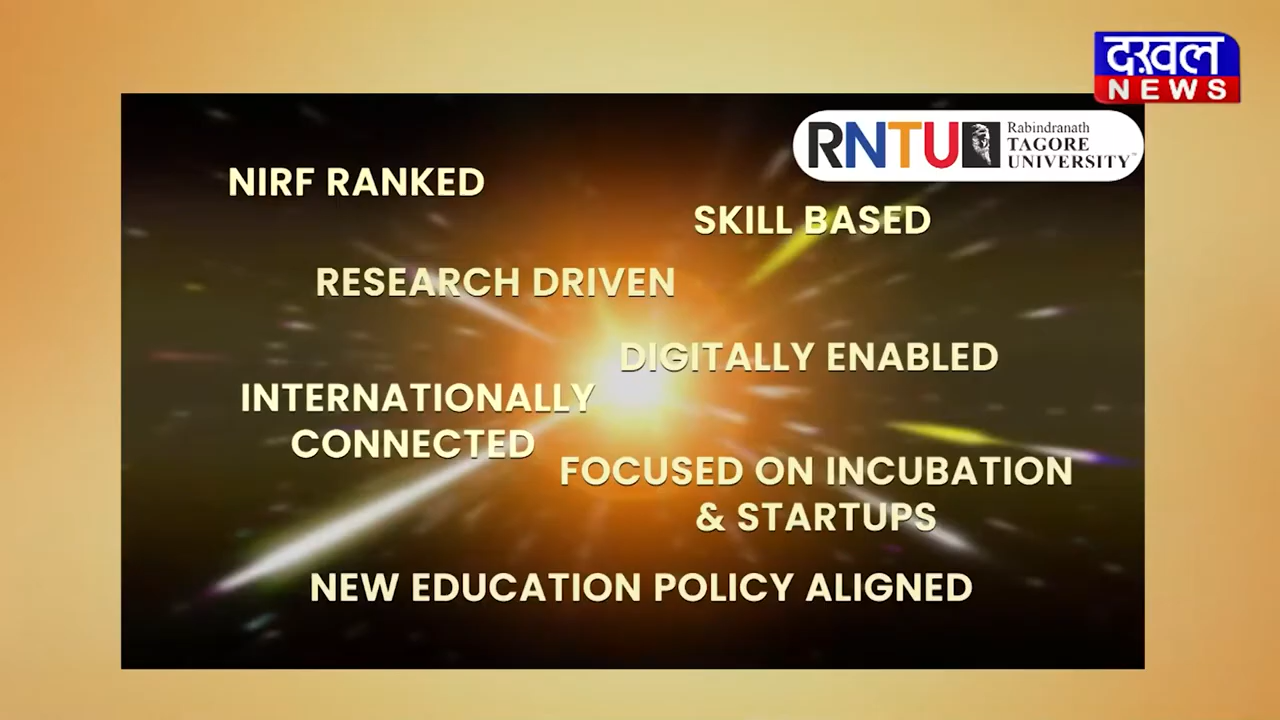 दख़ल
NEWS
RNTU
Rabindranath
TAGORE
UNIVERSITY
NIRF RANKED
SKILL BASED
RESEARCH DRIVEN
DIGITALLY ENABLED
INTERNATIONALLY
CONNECTED
FOCUSED ON INCUBATION
& STARTUPS
NEW EDUCATION POLICY ALIGNED